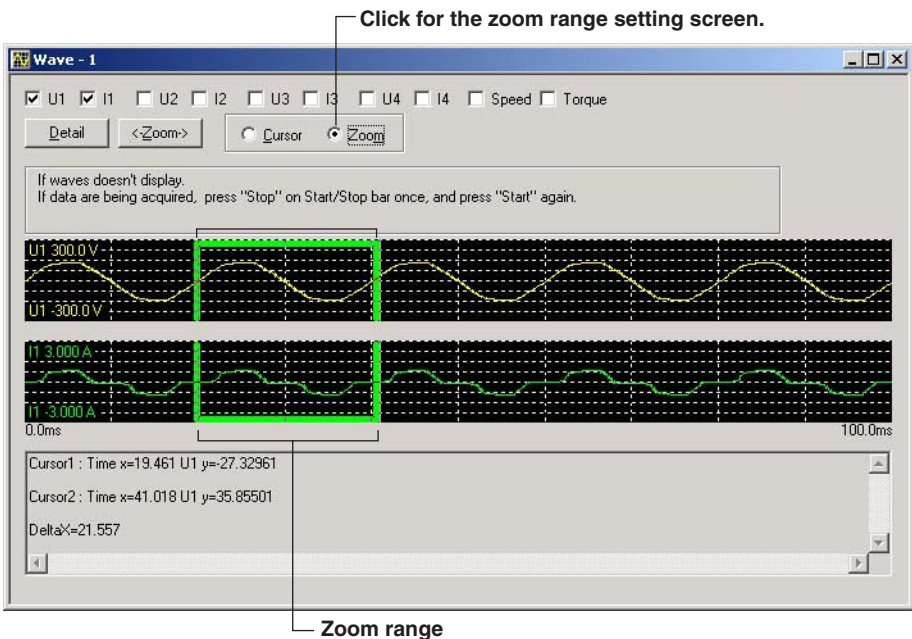 Click for the zoom range setting screen.
Wave - 1
U1 I1 U2 I2 U3 I3 U4 I4 Speed Torque
Detail <-Zoom-> Cursor Zoom
If waves doesn't display.
If data are being acquired, press "Stop" on Start/Stop bar once, and press "Start" again.
U1 300.0 V
U1 -300.0 V
I1 3.000 A
I1 -3.000 A
0.0ms 100.0ms
Cursor1 : Time x=19.461 U1 y=-27.32961
Cursor2 : Time x=41.018 U1 y=35.85501
DeltaX=21.557
Zoom range